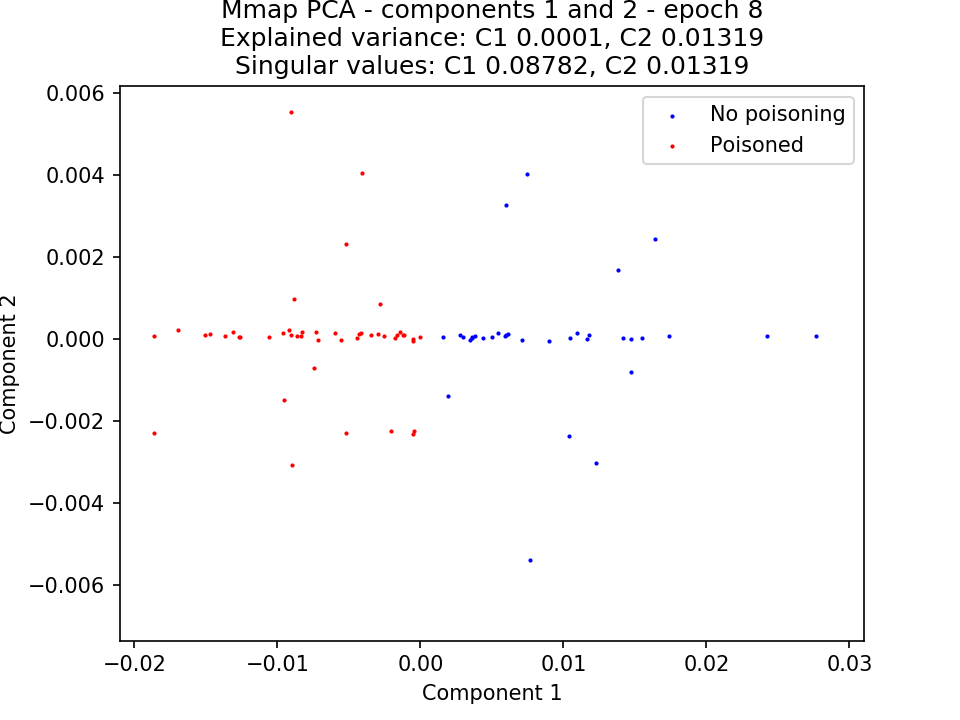 Mmap PCA - components 1 and 2 - epoch 8
Explained variance: C1 0.0001, C2 0.01319
Singular values: C1 0.08782, C2 0.01319
No poisoning
Poisoned
0.006
0.004
0.002
0.000
−0.002
−0.004
−0.006
Component 2
−0.02
−0.01
0.00
0.01
0.02
0.03
Component 1